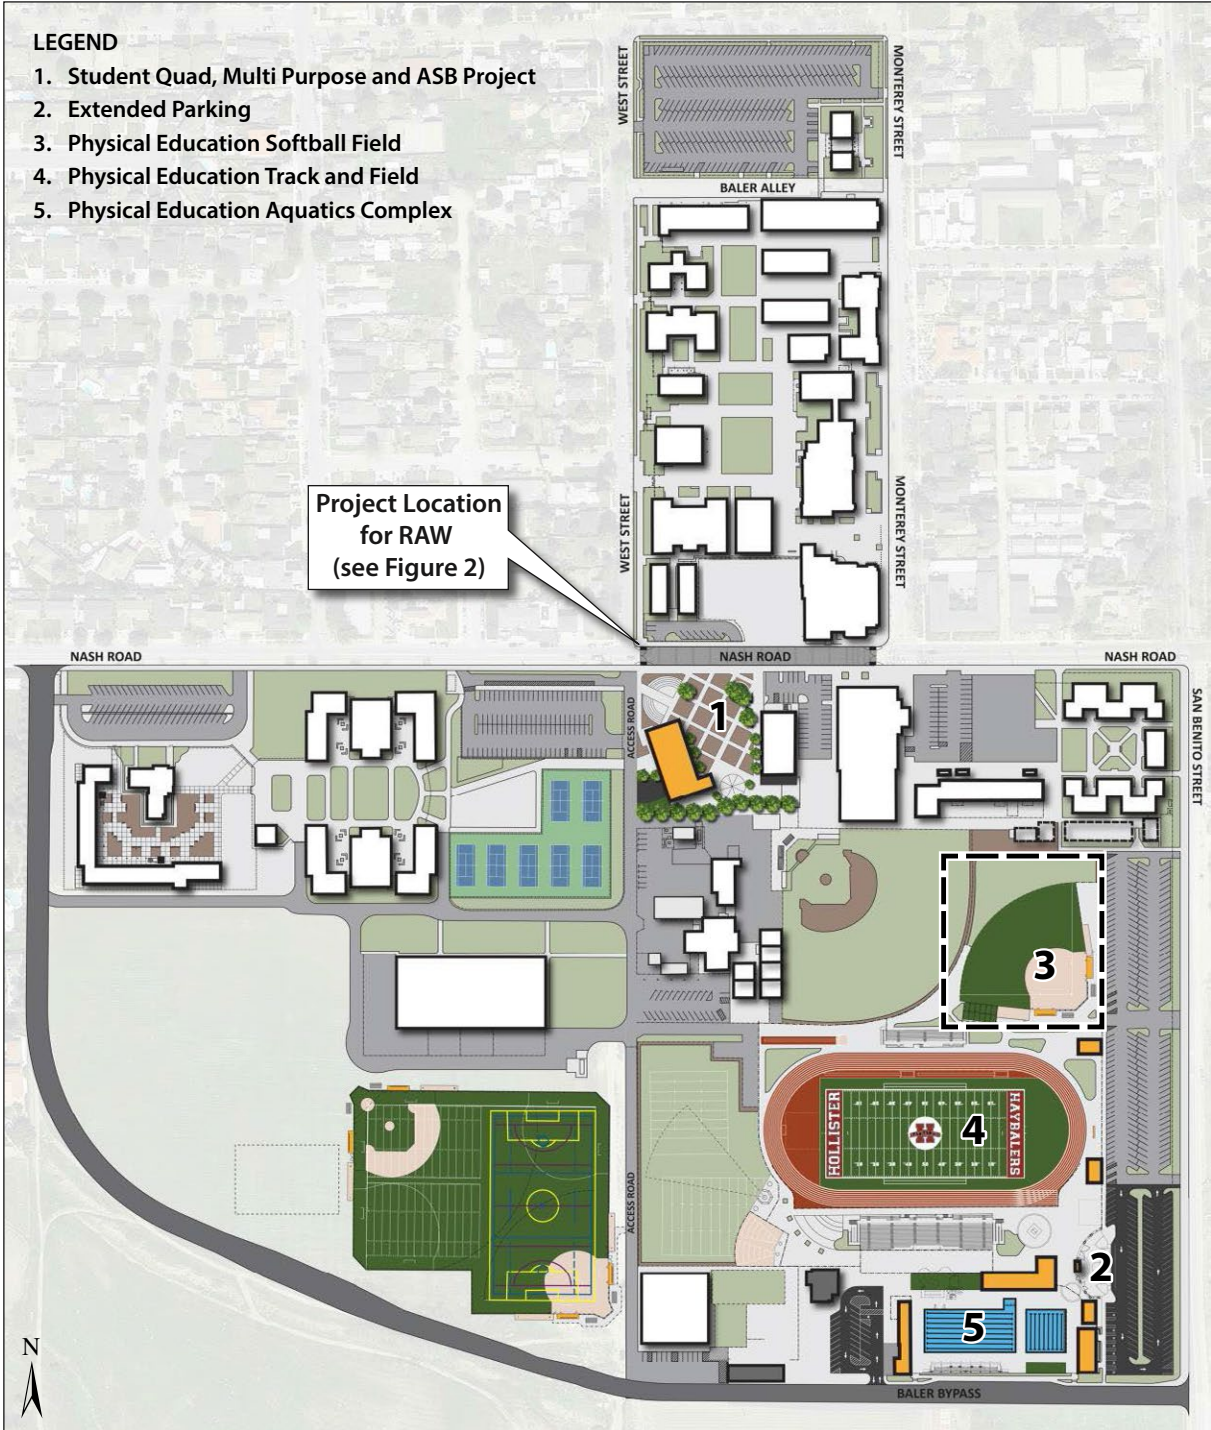 LEGEND
1. Student Quad, Multi Purpose and ASB Project
2. Extended Parking
3. Physical Education Softball Field
4. Physical Education Track and Field
5. Physical Education Aquatics Complex
WEST STREET
MONTEREY STREET
BALER ALLEY
Project Location
for RAW
(see Figure 2)
WEST STREET
MONTEREY STREET
NASH ROAD
NASH ROAD
NASH ROAD
ACCESS ROAD
1
SAN BENITO STREET
3
HOLLISTER
H
4
HAYBALERS
ACCESS ROAD
2
5
N
BALER BYPASS